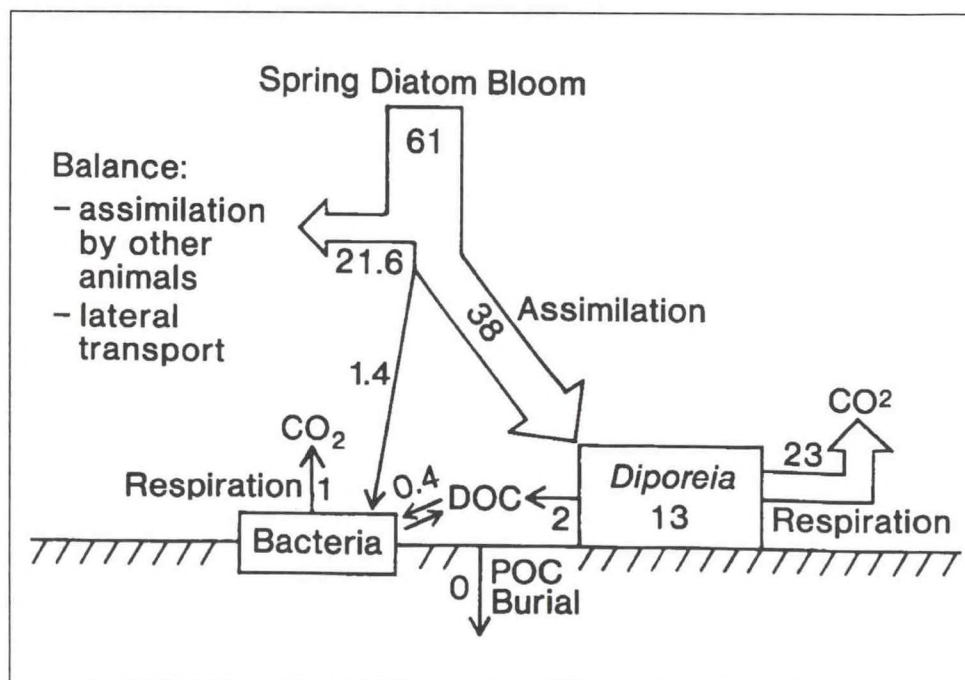 Spring Diatom Bloom
61
Balance:
– assimilation
by other
animals
– lateral
transport
21.6
38
Assimilation
1.4
CO₂
Respiration
1
0.4
DOC
2
Diporeia
13
23
CO²
Respiration
Bacteria
0
POC
Burial